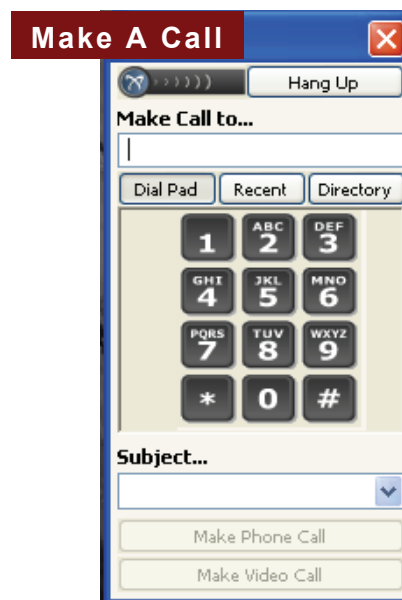 Make A Call
Hang Up
Make Call to...
Dial Pad Recent Directory
1 ABC 2 DEF 3
GHI 4 JKL 5 MNO 6
PQRS 7 TUV 8 WXYZ 9
* 0 #
Subject...
Make Phone Call
Make Video Call